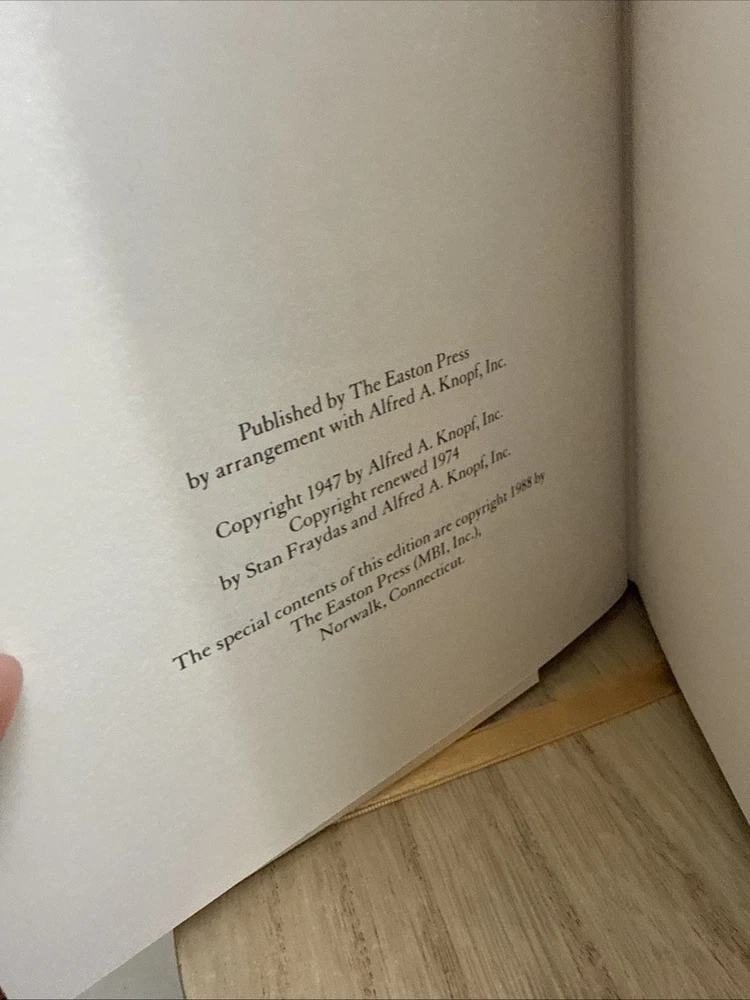 Published by The Easton Press
by arrangement with Alfred A. Knopf, Inc.
Copyright 1947 by Alfred A. Knopf, Inc.
Copyright renewed 1974
by Stan Fraydas and Alfred A. Knopf, Inc.
The special contents of this edition are copyright 1988 by
The Easton Press (MBI, Inc.),
Norwalk, Connecticut.